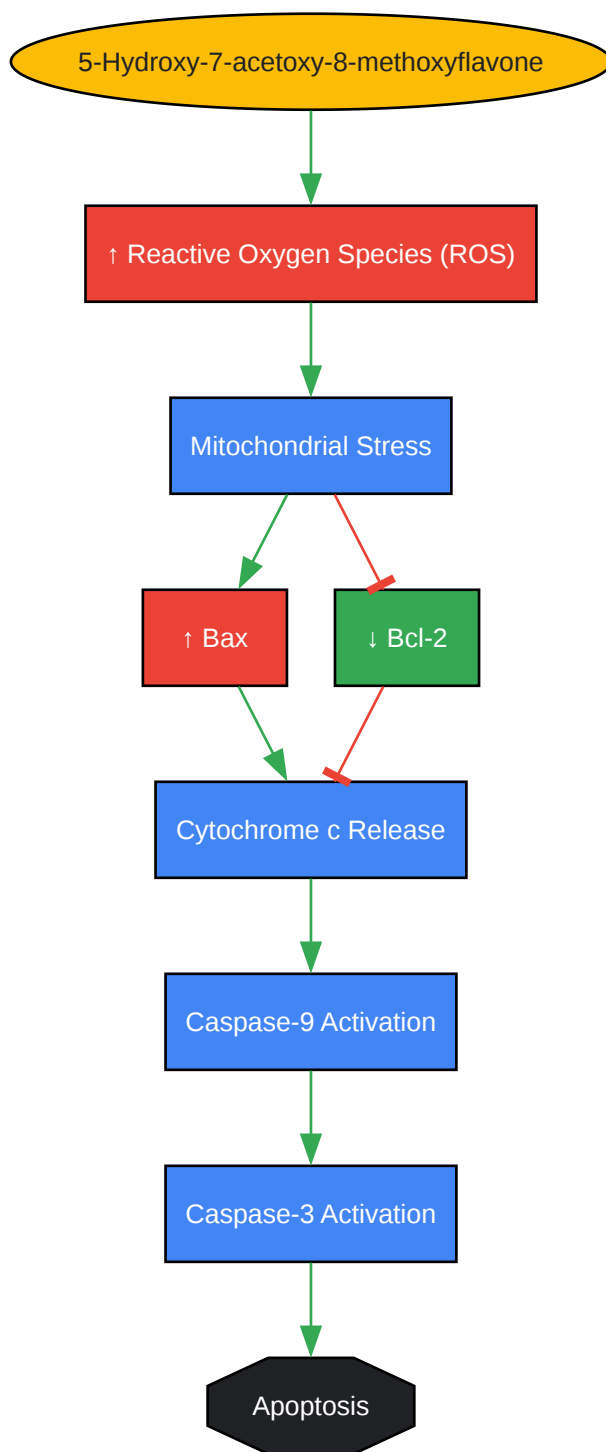 5-Hydroxy-7-acetoxy-8-methoxyflavone
↑ Reactive Oxygen Species (ROS)
Mitochondrial Stress
↑ Bax
↓ Bcl-2
Cytochrome c Release
Caspase-9 Activation
Caspase-3 Activation
Apoptosis